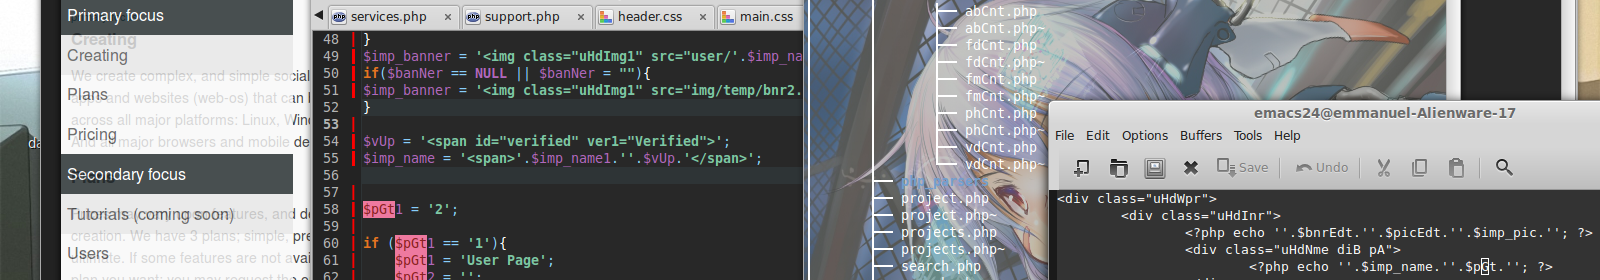 Primary focus
Creating
Creating
We create complex, and simple social
apps and websites (web-os) that can
across all major platforms: Linux, Win
Plans
And all major browsers and mobile de
Pricing
Secondary focus
Tutorials (coming soon)
creation. We have 3 plans; simple, pre
ultimate. If some features are not avai
Users
plan you want; you may request the
services.php
support.php
header.css
main.css
48 }
49 $imp_banner = '<img class="uHdImg1" src="user/'.$imp_na
50 if($banNer == NULL || $banNer = ""){
51 $imp_banner = '<img class="uHdImg1" src="img/temp/bnr2.
52 }
53
54 $vUp = '<span id="verified" ver1="Verified">';
55 $imp_name = '<span>'.$imp_name1.''.$vUp.'</span>';
56
57
58 $pGt1 = '2';
59
60 if ($pGt1 == '1'){
61 $pGt1 = 'User Page';
62 $pGt2 = '';
abCnt.php
abCnt.php~
fdCnt.php
fdCnt.php~
fmCnt.php
fmCnt.php~
phCnt.php
phCnt.php~
vdCnt.php
vdCnt.php~
project.php
project.php~
projects.php
projects.php~
search.php
emacs24@emmanuel-Alienware-17
File Edit Options Buffers Tools Help
Save Undo
<div class="uHdWpr">
<div class="uHdInr">
<?php echo ''.$bnrEdt.''.$picEdt.''.$imp_pic.''; ?>
<div class="uHdNme diB pA">
<?php echo ''.$imp_name.''.$pgt.''; ?>